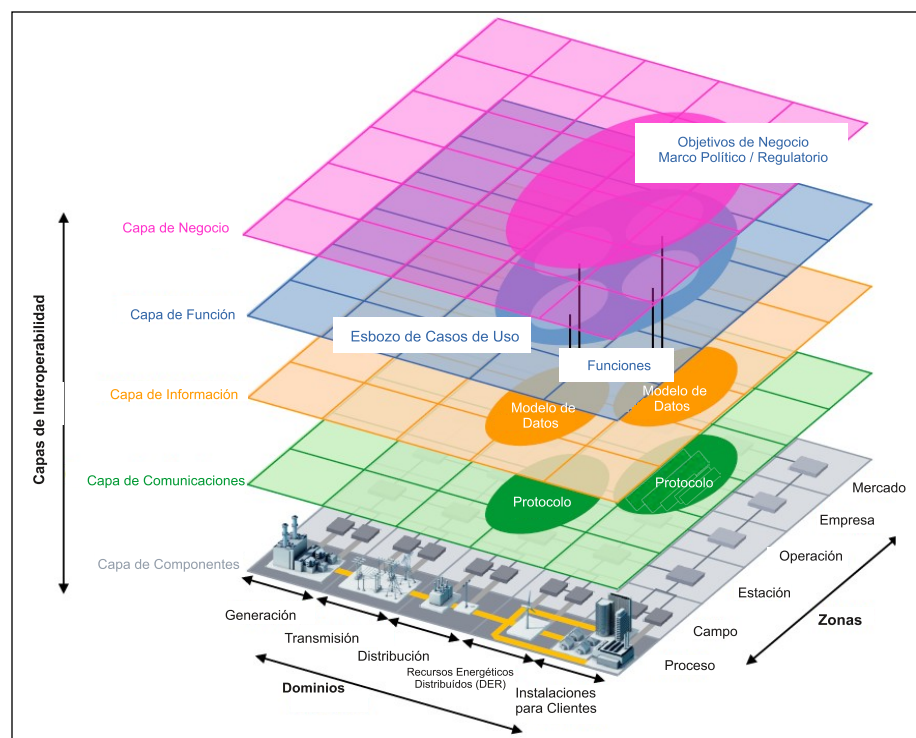 Objetivos de Negocio
Marco Político / Regulatorio
Capas de Interoperabilidad
Capa de Negocio
Capa de Función
Esbozo de Casos de Uso
Funciones
Capa de Información
Modelo de
Datos
Modelo de
Datos
Capa de Comunicaciones
Protocolo
Protocolo
Capa de Componentes
Mercado
Empresa
Operación
Estación
Campo
Proceso
Zonas
Generación
Transmisión
Distribución
Recursos Energéticos
Distribuídos (DER)
Instalaciones
para Clientes
Dominios